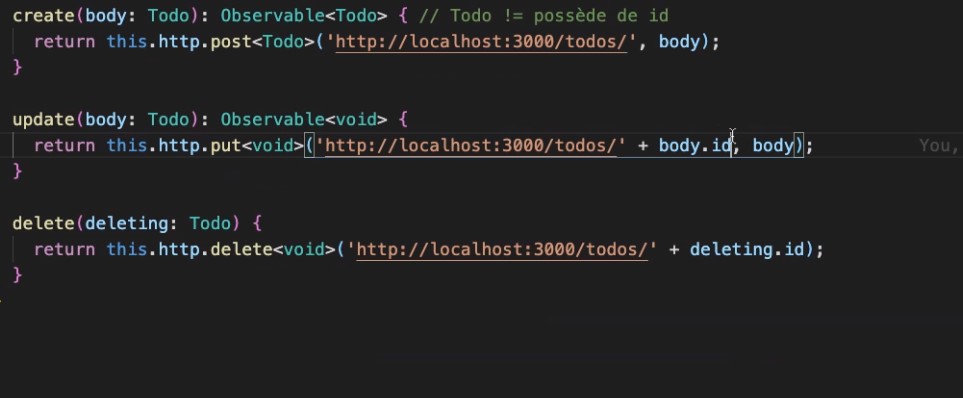 create(body: Todo): Observable<Todo> { // Todo != possède de id
return this.http.post<Todo>('http://localhost:3000/todos/', body);
}
update(body: Todo): Observable<void> {
return this.http.put<void>('http://localhost:3000/todos/' + body.id, body); You,
}
delete(deleting: Todo) {
return this.http.delete<void>('http://localhost:3000/todos/' + deleting.id);
}